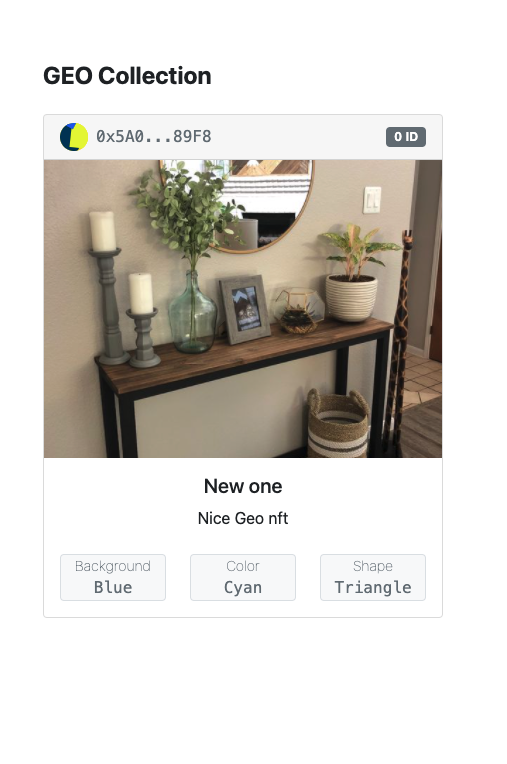 GEO Collection
0x5A0...89F8
0 ID
New one
Nice Geo nft
Background
Blue
Color
Cyan
Shape
Triangle